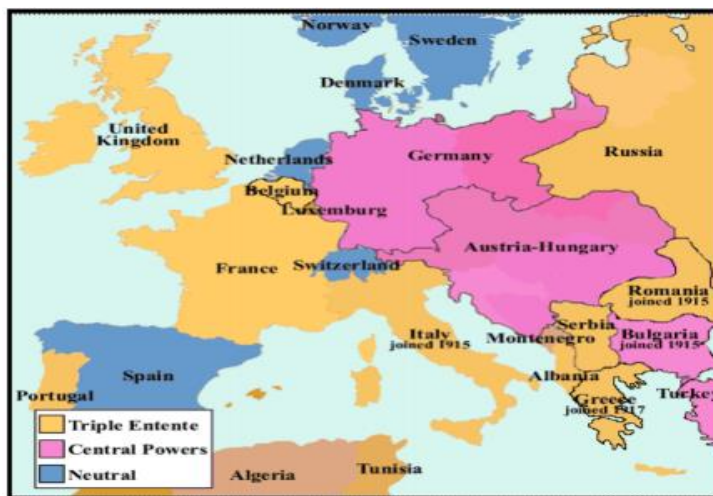 Norway
Sweden
Denmark
United
Kingdom
Netherlands
Germany
Russia
Belgium
Luxemburg
Austria-Hungary
France
Switzerland
Romania
joined 1915
Serbia
Italy
joined 1915
Montenegro
Bulgaria
joined 1915
Spain
Portugal
Albania
Greece
joined 1917
Turkey
Triple Entente
Central Powers
Neutral
Algeria
Tunisia